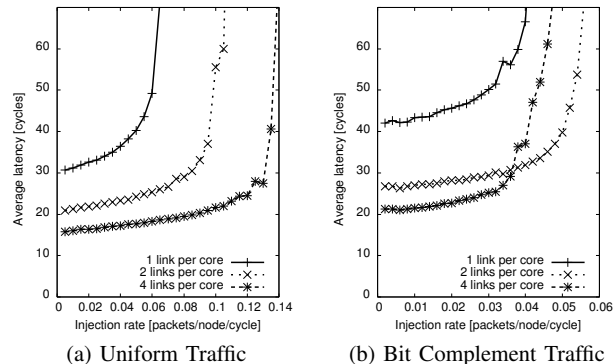 60
50
40
30
20
10
0
Average latency [cycles]
1 link per core
2 links per core
4 links per core
0 0.02 0.04 0.06 0.08 0.10 0.12 0.14
Injection rate [packets/node/cycle]
(a) Uniform Traffic
60
50
40
30
20
10
0
Average latency [cycles]
1 link per core
2 links per core
4 links per core
0 0.01 0.02 0.03 0.04 0.05 0.06
Injection rate [packets/node/cycle]
(b) Bit Complement Traffic